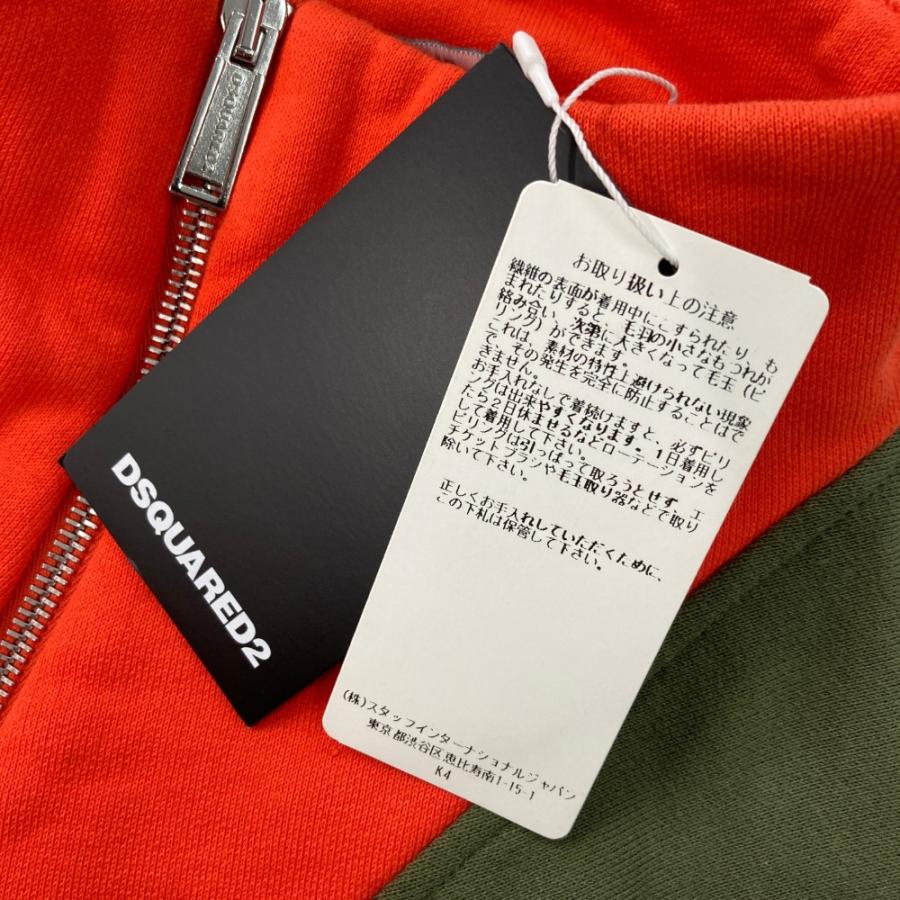 DSQUARED2
DSQUARED2
お取り扱い上の注意
繊維の表面が着用中にこすられたり、も
まれたりすると、毛羽の小さなもつれが
絡み合い、次第に大きくなって毛玉(ピ
リング)ができます。
これは、素材の特性上避けられない現象
で、その発生を完全に防止することはで
きません。
お手入れなしで着続けますと、必ずピリ
ングは出来やすくなります。1日着用し
たら2日休ませるなどローテーションを
して着用して下さい。
ピリングは引っぱって取ろうとせず、エ
チケットブラシや毛玉取り器などで取り
除いて下さい。
正しくお手入れしていただくために、
この下札は保管して下さい。
(株)スタッフインターナショナルジャパン
東京都渋谷区恵比寿南1-15-1
K4